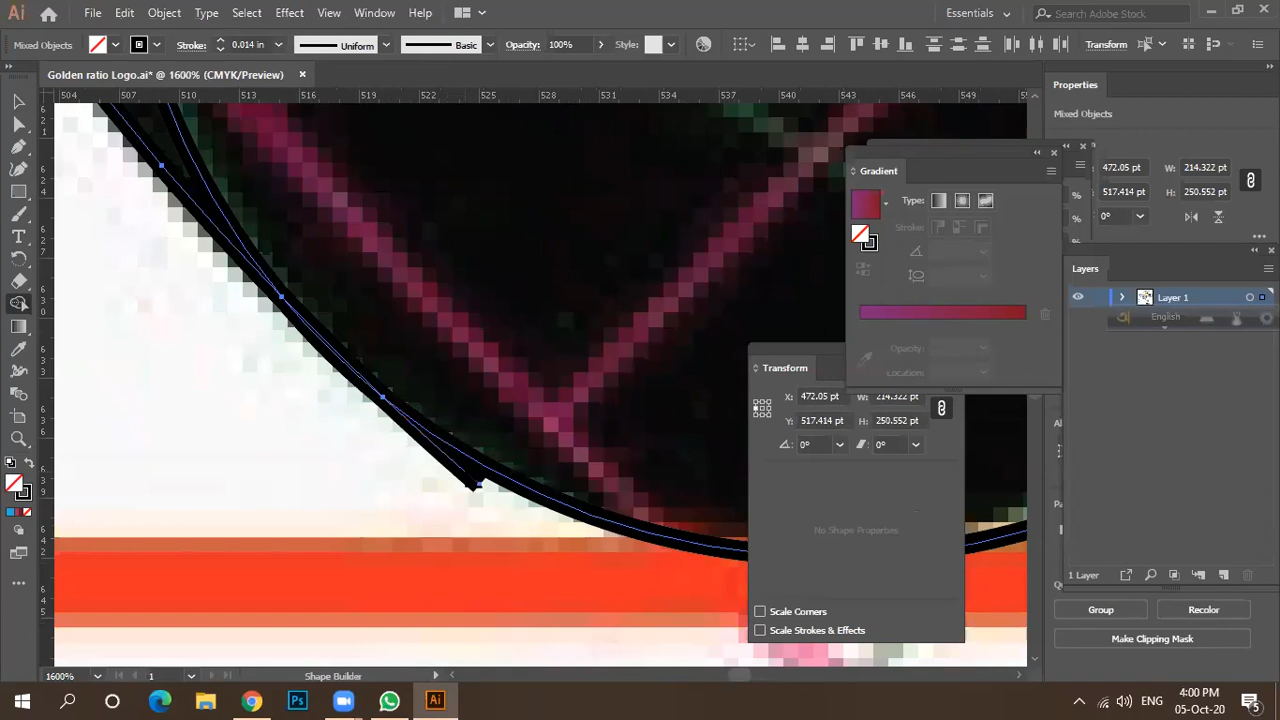 Ai File Edit Object Type Select Effect View Window Help Essentials Search Adobe Stock
Mixed Objects Stroke: 0.014 in Uniform Basic Opacity: 100% Style: Transform
Golden ratio Logo.ai* @ 1600% (CMYK/Preview)
504 507 510 513 516 519 522 525 528 531 534 537 540 543 546 549
Properties
Mixed Objects
472.05 pt W: 214.322 pt
517.414 pt H: 250.552 pt
0°
Gradient
Type:
Stroke:
Opacity:
Location:
Layers
Layer 1
English
Transform
X: 472.05 pt W: 214.322 pt
Y: 517.414 pt H: 250.552 pt
0° 0°
No Shape Properties
Scale Corners
Scale Strokes & Effects
1 Layer
Group Recolor
Make Clipping Mask
1600% 1 Shape Builder
Ps Ai ENG 4:00 PM
05-Oct-20 5